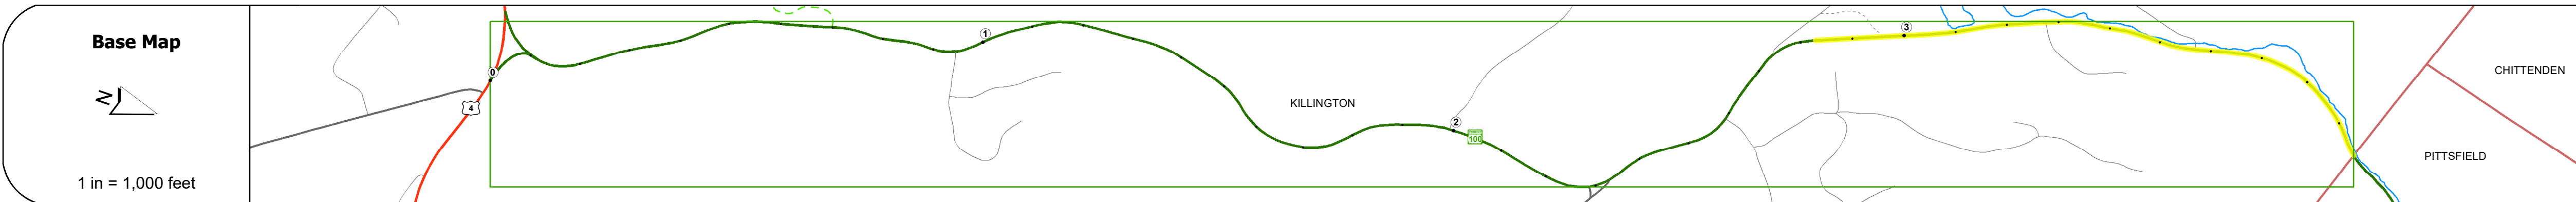 Base Map
N
1 in = 1,000 feet
0
4
1
KILLINGTON
2
100
3
CHITTENDEN
PITTSFIELD